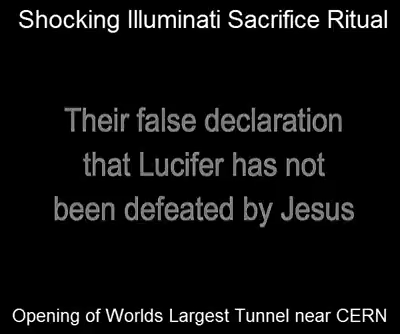 Shocking Illuminati Sacrifice Ritual
Their false declaration
that Lucifer has not
been defeated by Jesus
Opening of Worlds Largest Tunnel near CERN